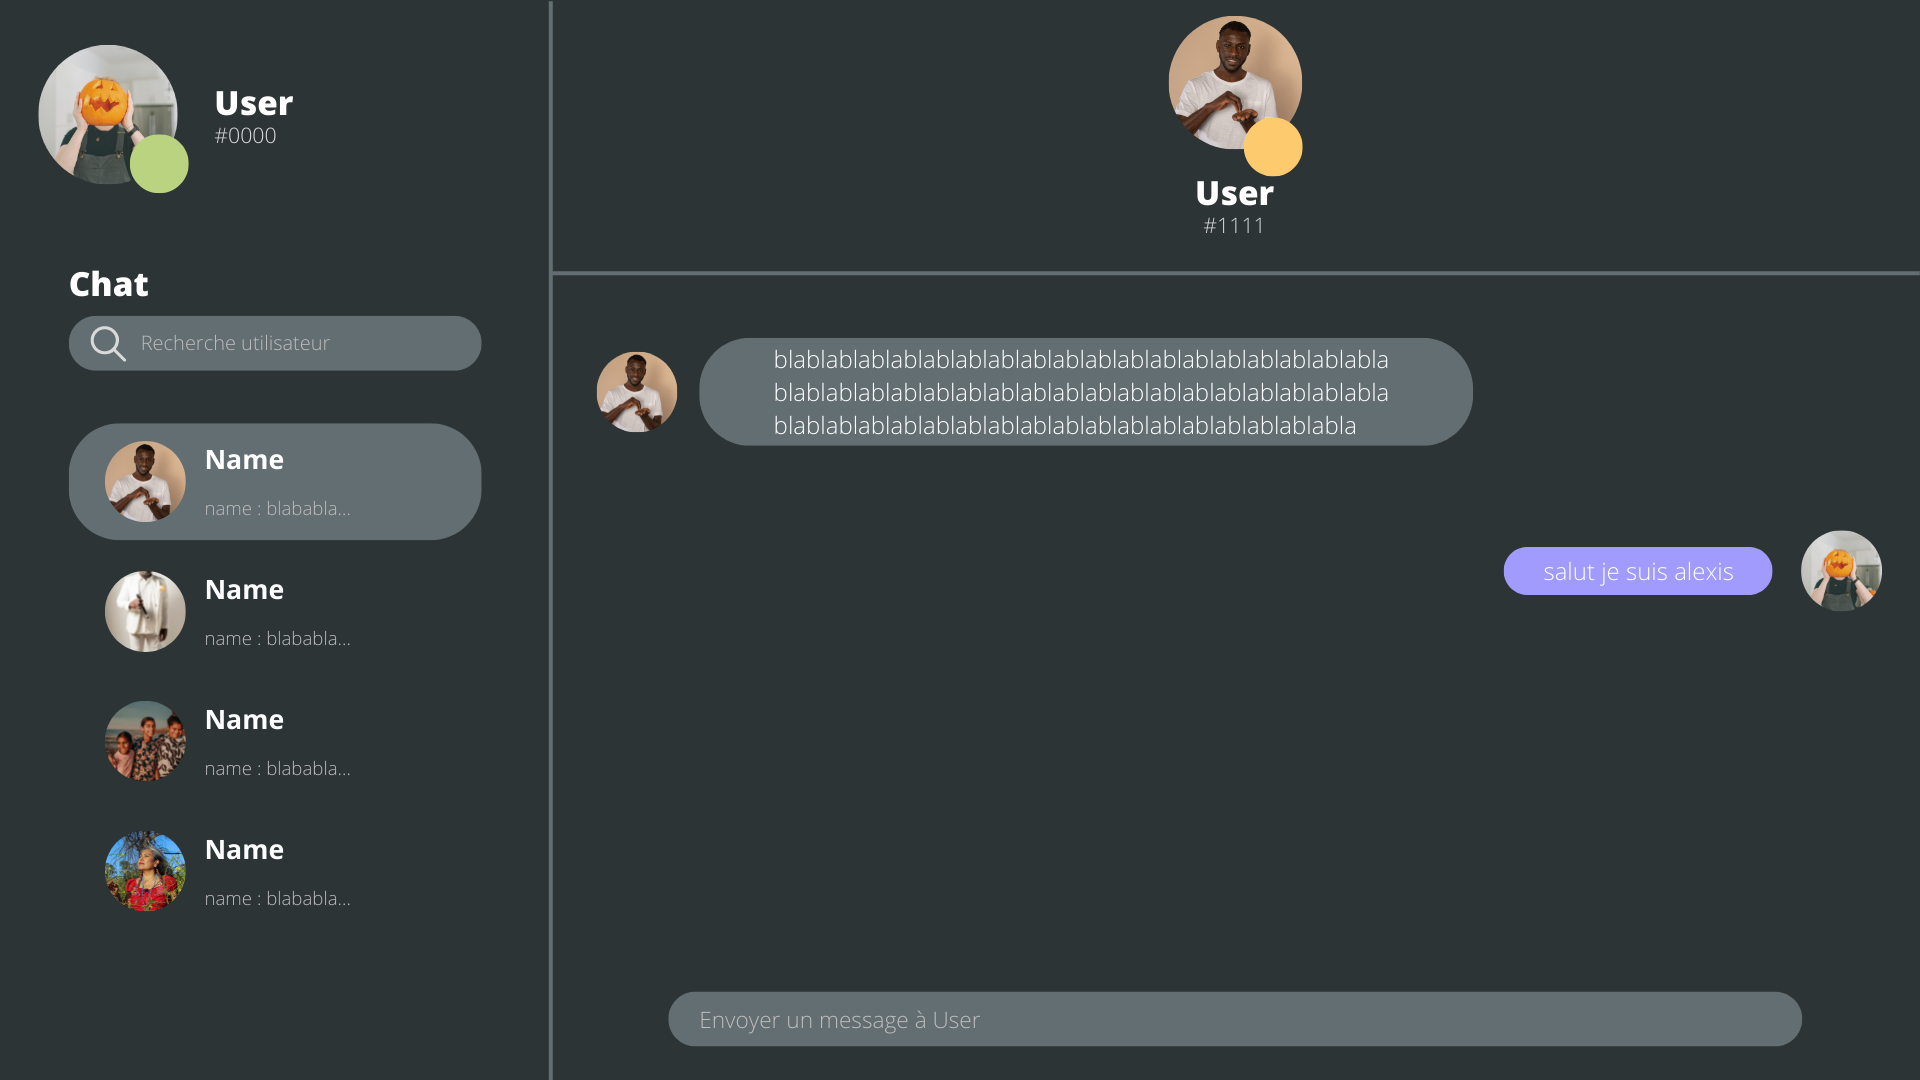 User
#0000
Chat
Recherche utilisateur
Name
name : blababla...
Name
name : blababla...
Name
name : blababla...
Name
name : blababla...
User
#1111
blablablablablablablablablablablablablablablablablablabla
blablablablablablablablablablablablablablablablablablabla
blablablablablablablablablablablablablablablablablabla
salut je suis alexis
Envoyer un message à User